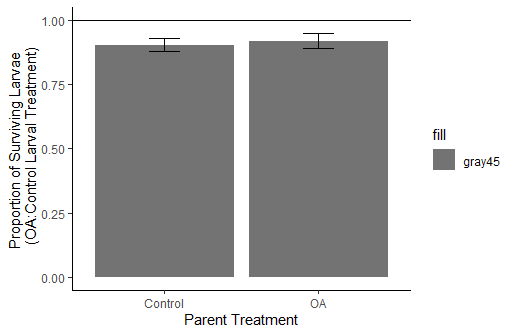 Proportion of Surviving Larvae
(OA:Control Larval Treatment)
1.00
0.75
0.50
0.25
0.00
Control
OA
Parent Treatment
fill
gray45